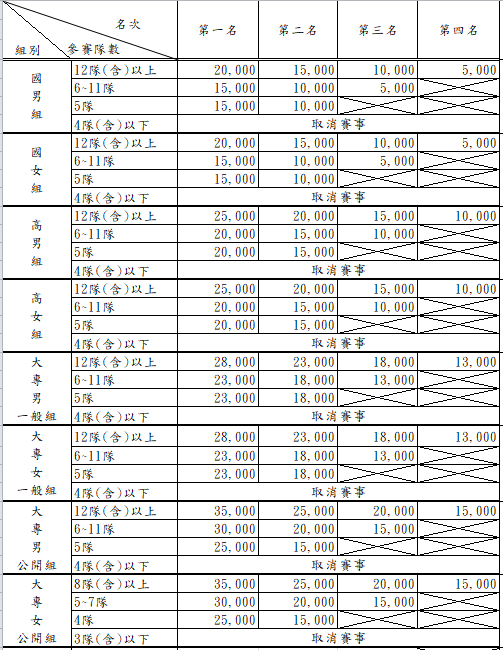 名次
參賽隊數
組別
第一名 第二名 第三名 第四名
國男組
12隊(含)以上 20,000 15,000 10,000 5,000
6~11隊 15,000 10,000 5,000
5隊 15,000 10,000
4隊(含)以下 取消賽事
國女組
12隊(含)以上 20,000 15,000 10,000 5,000
6~11隊 15,000 10,000 5,000
5隊 15,000 10,000
4隊(含)以下 取消賽事
高男組
12隊(含)以上 25,000 20,000 15,000 10,000
6~11隊 20,000 15,000 10,000
5隊 20,000 15,000
4隊(含)以下 取消賽事
高女組
12隊(含)以上 25,000 20,000 15,000 10,000
6~11隊 20,000 15,000 10,000
5隊 20,000 15,000
4隊(含)以下 取消賽事
大專男一般組
12隊(含)以上 28,000 23,000 18,000 13,000
6~11隊 23,000 18,000 13,000
5隊 23,000 18,000
4隊(含)以下 取消賽事
大專女一般組
12隊(含)以上 28,000 23,000 18,000 13,000
6~11隊 23,000 18,000 13,000
5隊 23,000 18,000
4隊(含)以下 取消賽事
大專男公開組
12隊(含)以上 35,000 25,000 20,000 15,000
6~11隊 30,000 20,000 15,000
5隊 25,000 15,000
4隊(含)以下 取消賽事
大專女公開組
8隊(含)以上 35,000 25,000 20,000 15,000
5~7隊 30,000 20,000 15,000
4隊 25,000 15,000
3隊(含)以下 取消賽事